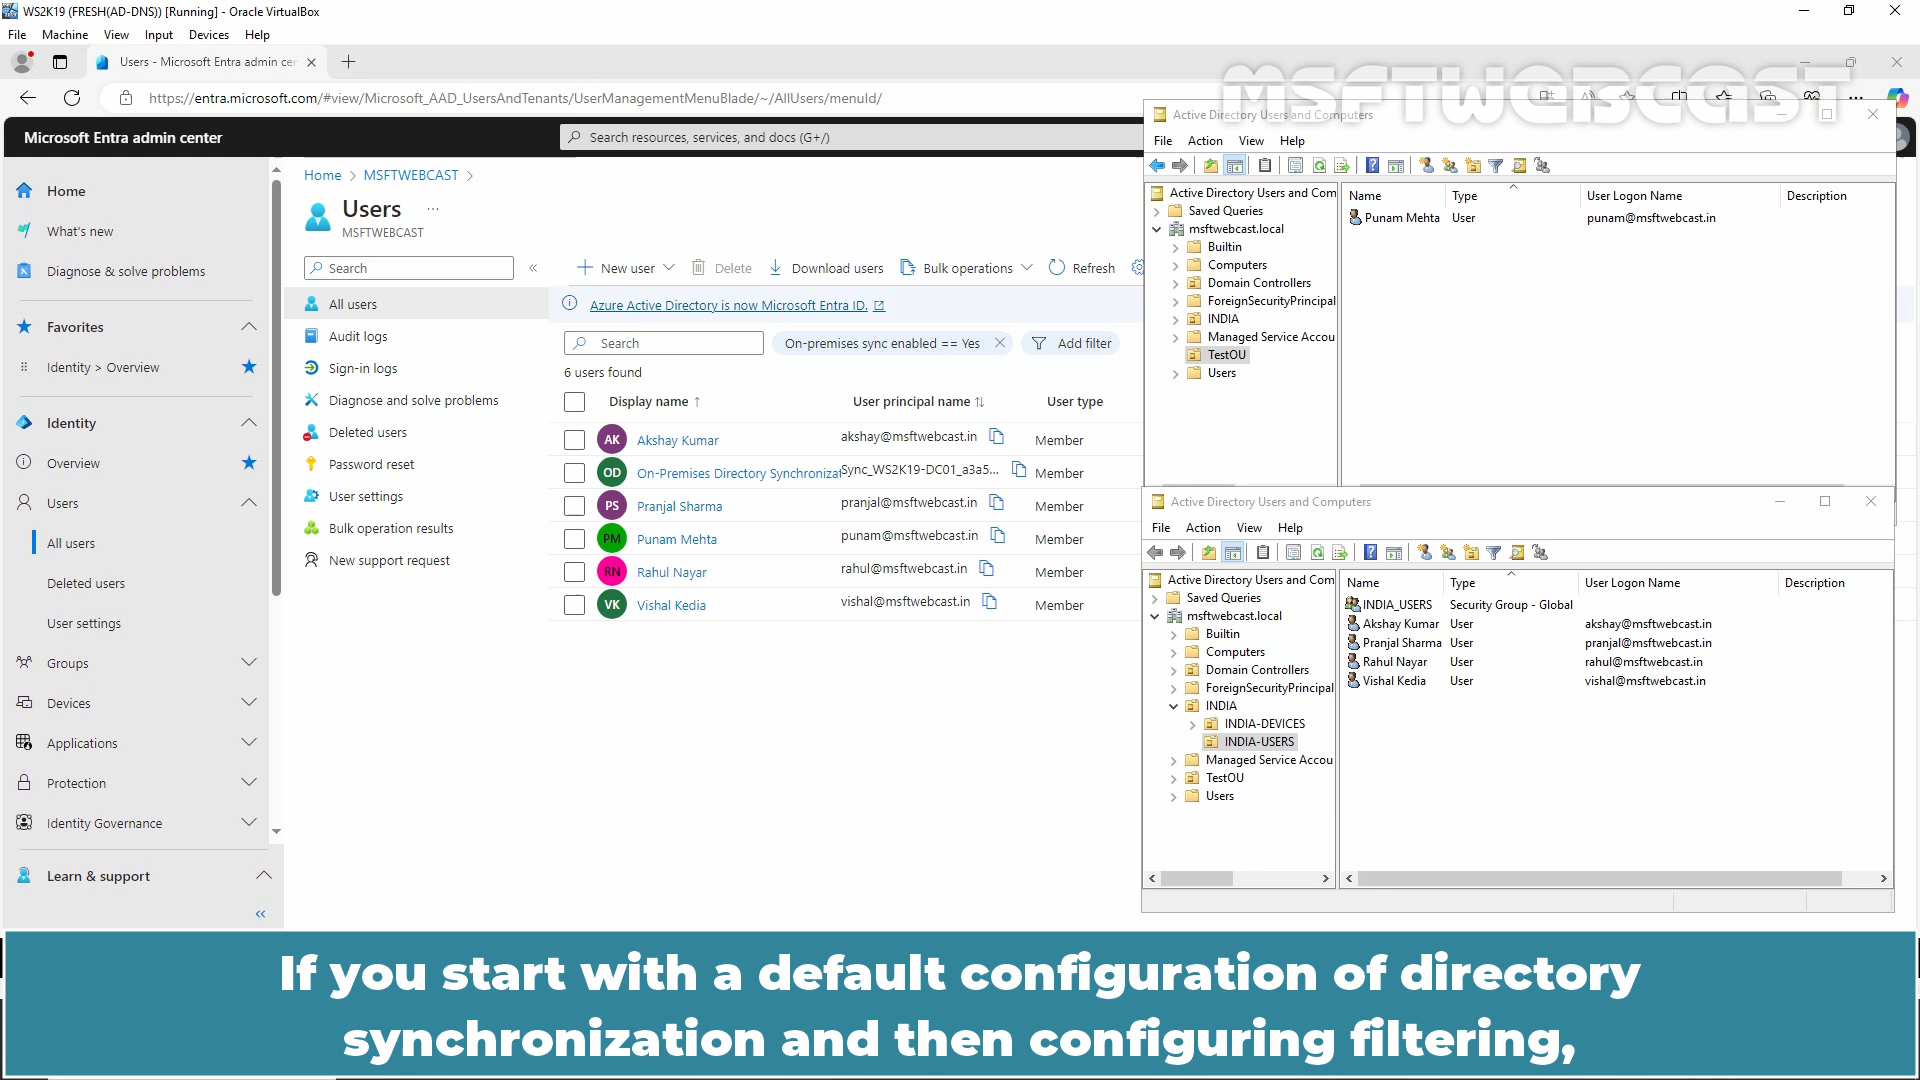 WS2K19 (FRESH(AD-DNS)) [Running] - Oracle VirtualBox
File Machine View Input Devices Help
Users - Microsoft Entra admin cen
https://entra.microsoft.com/#view/Microsoft_AAD_UsersAndTenants/UserManagementMenuBlade/~/AllUsers/menuId/
MSFTWEBCAST
Microsoft Entra admin center
Search resources, services, and docs (G+/)
Home
What's new
Diagnose & solve problems
Favorites
Identity > Overview
Identity
Overview
Users
All users
Deleted users
User settings
Groups
Devices
Applications
Protection
Identity Governance
Learn & support
Home > MSFTWEBCAST >
Users ...
MSFTWEBCAST
Search
All users
Audit logs
Sign-in logs
Diagnose and solve problems
Deleted users
Password reset
User settings
Bulk operation results
New support request
New user Delete Download users Bulk operations Refresh
Azure Active Directory is now Microsoft Entra ID.
Search On-premises sync enabled == Yes Add filter
6 users found
Display name User principal name User type
AK Akshay Kumar akshay@msftwebcast.in Member
OD On-Premises Directory Synchronizat Sync_WS2K19-DC01_a3a5... Member
PS Pranjal Sharma pranjal@msftwebcast.in Member
PM Punam Mehta punam@msftwebcast.in Member
RN Rahul Nayar rahul@msftwebcast.in Member
VK Vishal Kedia vishal@msftwebcast.in Member
Active Directory Users and Computers
File Action View Help
Active Directory Users and Com
Saved Queries
msftwebcast.local
Builtin
Computers
Domain Controllers
ForeignSecurityPrincipal
INDIA
Managed Service Accou
TestOU
Users
Name Type User Logon Name Description
Punam Mehta User punam@msftwebcast.in
Active Directory Users and Computers
File Action View Help
Active Directory Users and Com
Saved Queries
msftwebcast.local
Builtin
Computers
Domain Controllers
ForeignSecurityPrincipal
INDIA
INDIA-DEVICES
INDIA-USERS
Managed Service Accou
TestOU
Users
Name Type User Logon Name Description
INDIA_USERS Security Group - Global
Akshay Kumar User akshay@msftwebcast.in
Pranjal Sharma User pranjal@msftwebcast.in
Rahul Nayar User rahul@msftwebcast.in
Vishal Kedia User vishal@msftwebcast.in
If you start with a default configuration of directory
synchronization and then configuring filtering,